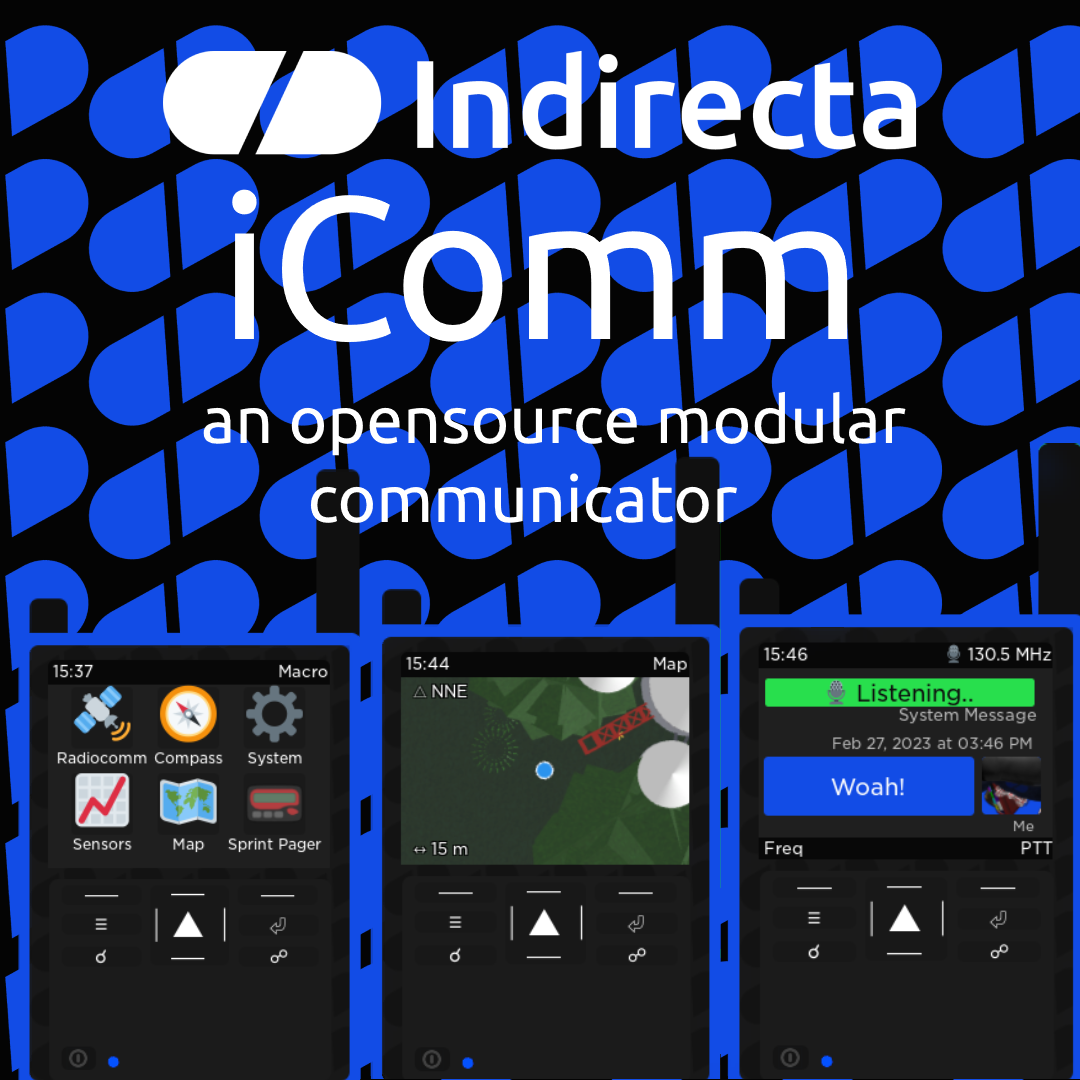 Indirecta
iComm
an opensource modular
communicator
15:37 Macro
Radiocomm Compass System
Sensors Map Sprint Pager
15:44 Map
△ NNE
↔ 15 m
15:46 130.5 MHz
Listening..
System Message
Feb 27, 2023 at 03:46 PM
Woah!
Me
Freq PTT